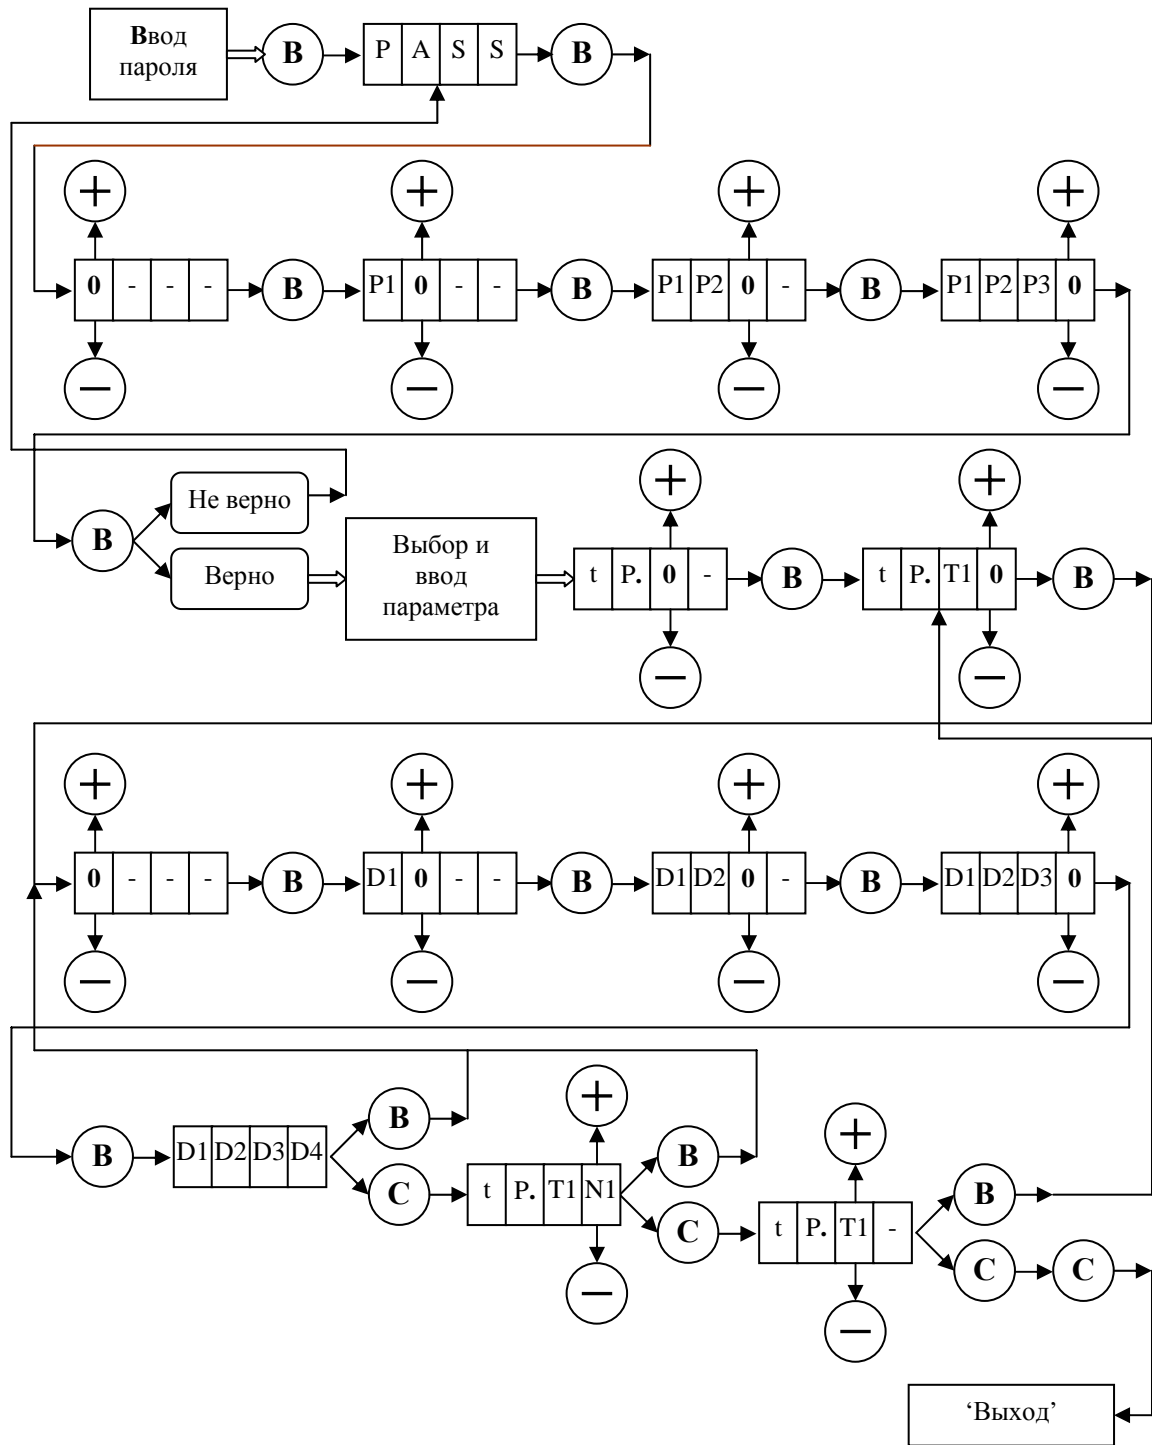 Ввод
пароля
B
P A S S
B
+ + + +
0 - - -
B
P1 0 - -
B
P1 P2 0 -
B
P1 P2 P3 0
– – – –
B
Не верно
Верно
Выбор и
ввод
параметра
+ +
t P. 0 -
B
t P. T1 0
B
– –
+ + + +
0 - - -
B
D1 0 - -
B
D1 D2 0 -
B
D1 D2 D3 0
– – – –
B
D1 D2 D3 D4
B
C
+
t P. T1 N1
–
B
C
+
t P. T1 -
–
B
C
C
‘Выход’